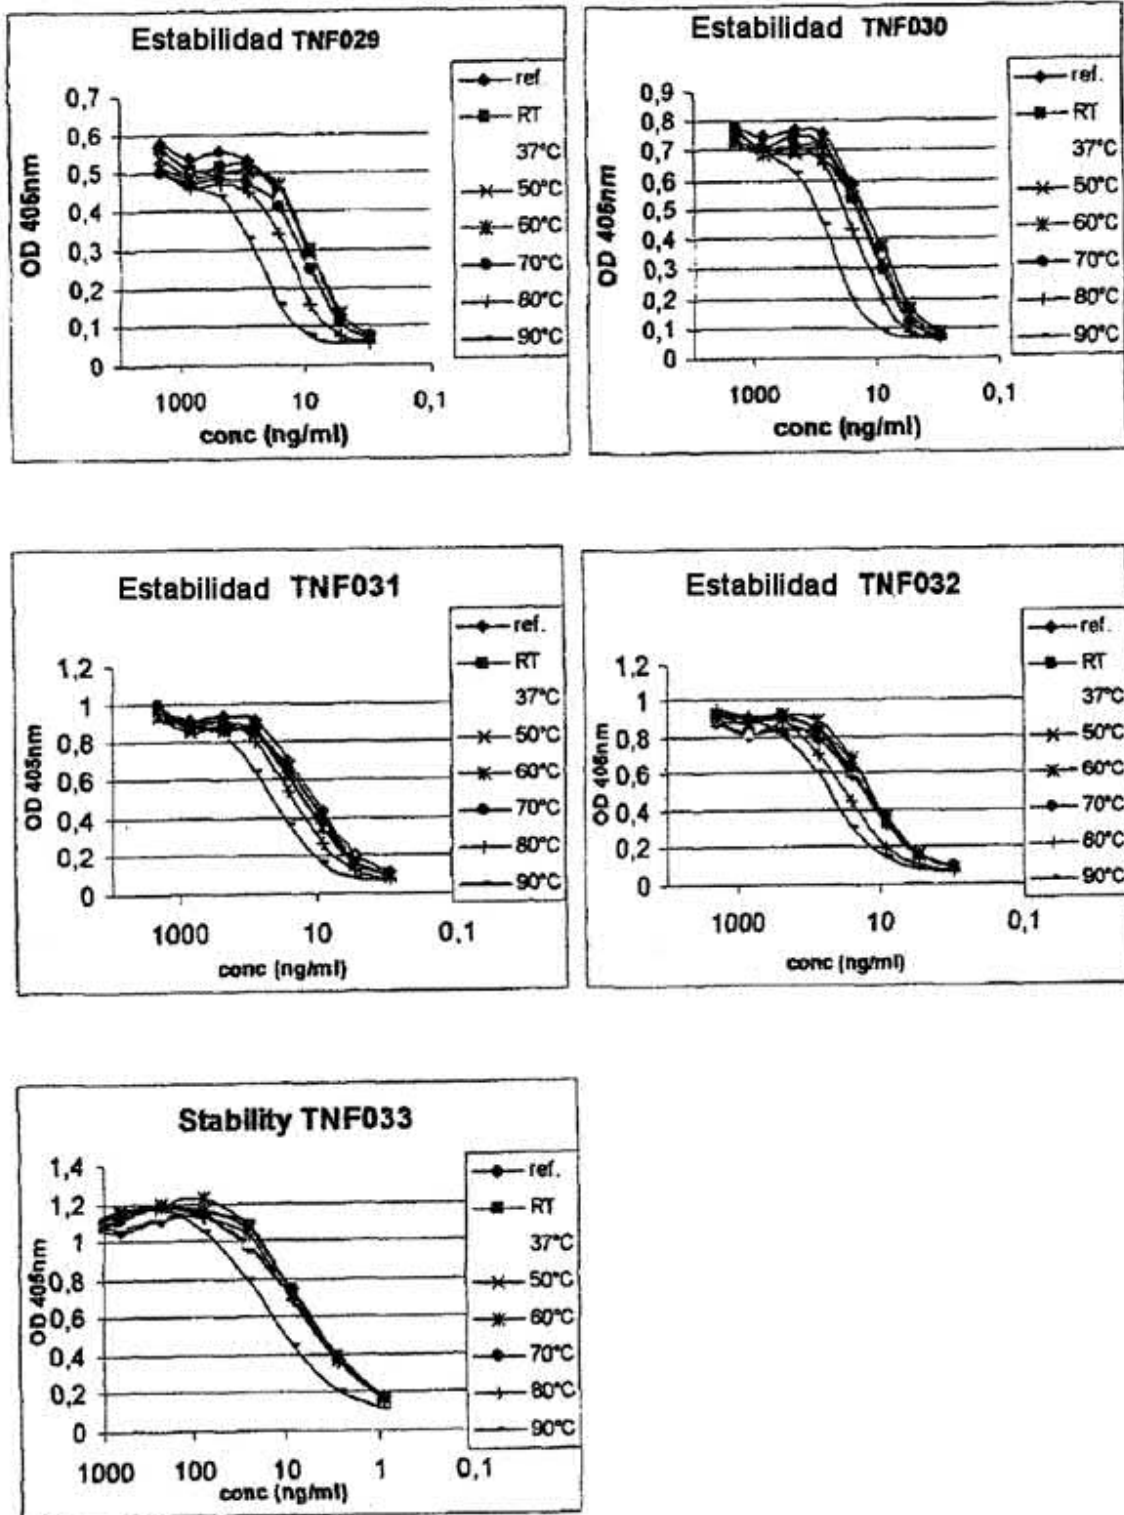 Estabilidad TNF029
0,7
0,6
0,5
0,4
0,3
0,2
0,1
0
OD 405nm
1000 10 0,1
conc (ng/ml)
ref.
RT
37°C
50°C
60°C
70°C
80°C
90°C
Estabilidad TNF030
0,9
0,8
0,7
0,6
0,5
0,4
0,3
0,2
0,1
0
OD 405nm
1000 10 0,1
conc (ng/ml)
ref.
RT
37°C
50°C
60°C
70°C
80°C
90°C
Estabilidad TNF031
1,2
1
0,8
0,6
0,4
0,2
0
OD 405nm
1000 10 0,1
conc (ng/ml)
ref.
RT
37°C
50°C
60°C
70°C
80°C
90°C
Estabilidad TNF032
1,2
1
0,8
0,6
0,4
0,2
0
OD 405nm
1000 10 0,1
conc (ng/ml)
ref.
RT
37°C
50°C
60°C
70°C
80°C
90°C
Stability TNF033
1,4
1,2
1
0,8
0,6
0,4
0,2
0
OD 405nm
1000 100 10 1 0,1
conc (ng/ml)
ref.
RT
37°C
50°C
60°C
70°C
80°C
90°C